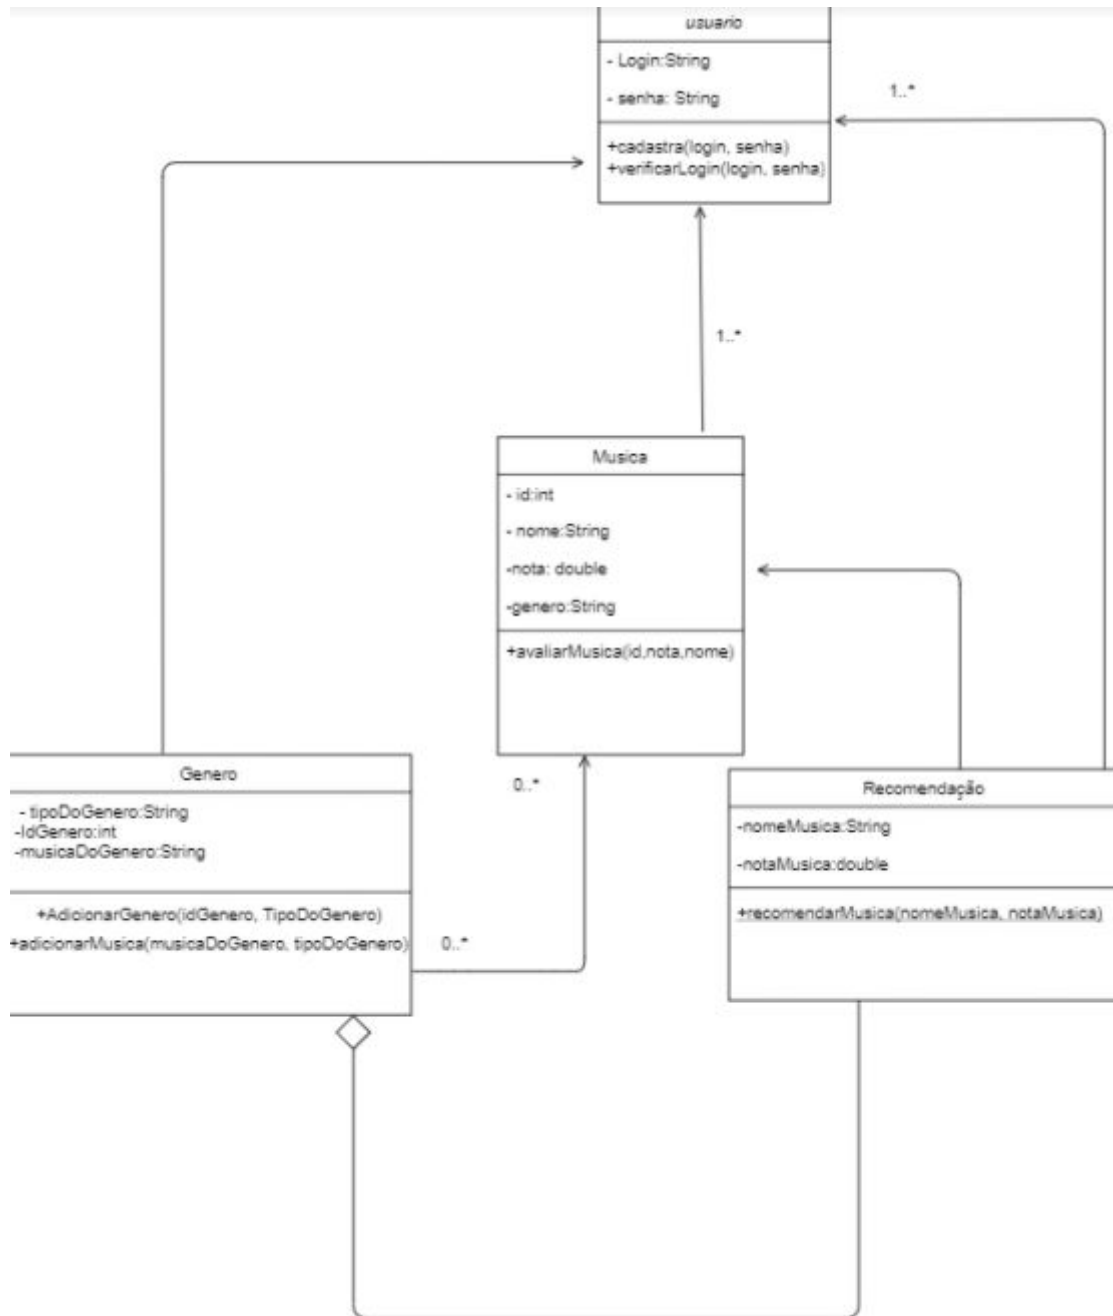 usuario
- Login:String
- senha: String
1..*
+cadastra(login, senha)
+verificarLogin(login, senha)
1..*
Musica
- id:int
- nome:String
-nota: double
-genero:String
+avaliarMusica(id,nota,nome)
Genero
0..*
Recomendação
- tipoDoGenero:String
-IdGenero:int
-musicaDoGenero:String
-nomeMusica:String
-notaMusica:double
+AdicionarGenero(idGenero, TipoDoGenero)
+adicionarMusica(musicaDoGenero, tipoDoGenero)
0..*
+recomendarMusica(nomeMusica, notaMusica)